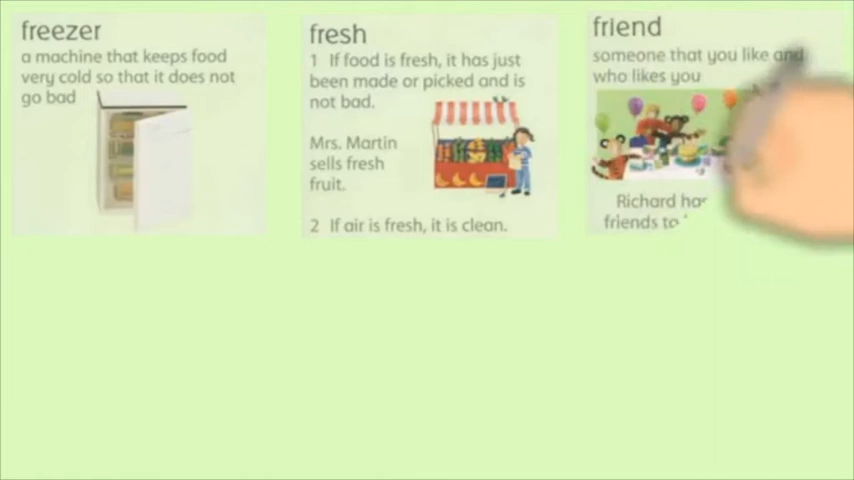 freezer
a machine that keeps food
very cold so that it does not
go bad
fresh
1 If food is fresh, it has just
been made or picked and is
not bad.
Mrs. Martin
sells fresh
fruit.
2 If air is fresh, it is clean.
friend
someone that you like and
who likes you
Richard
friends to